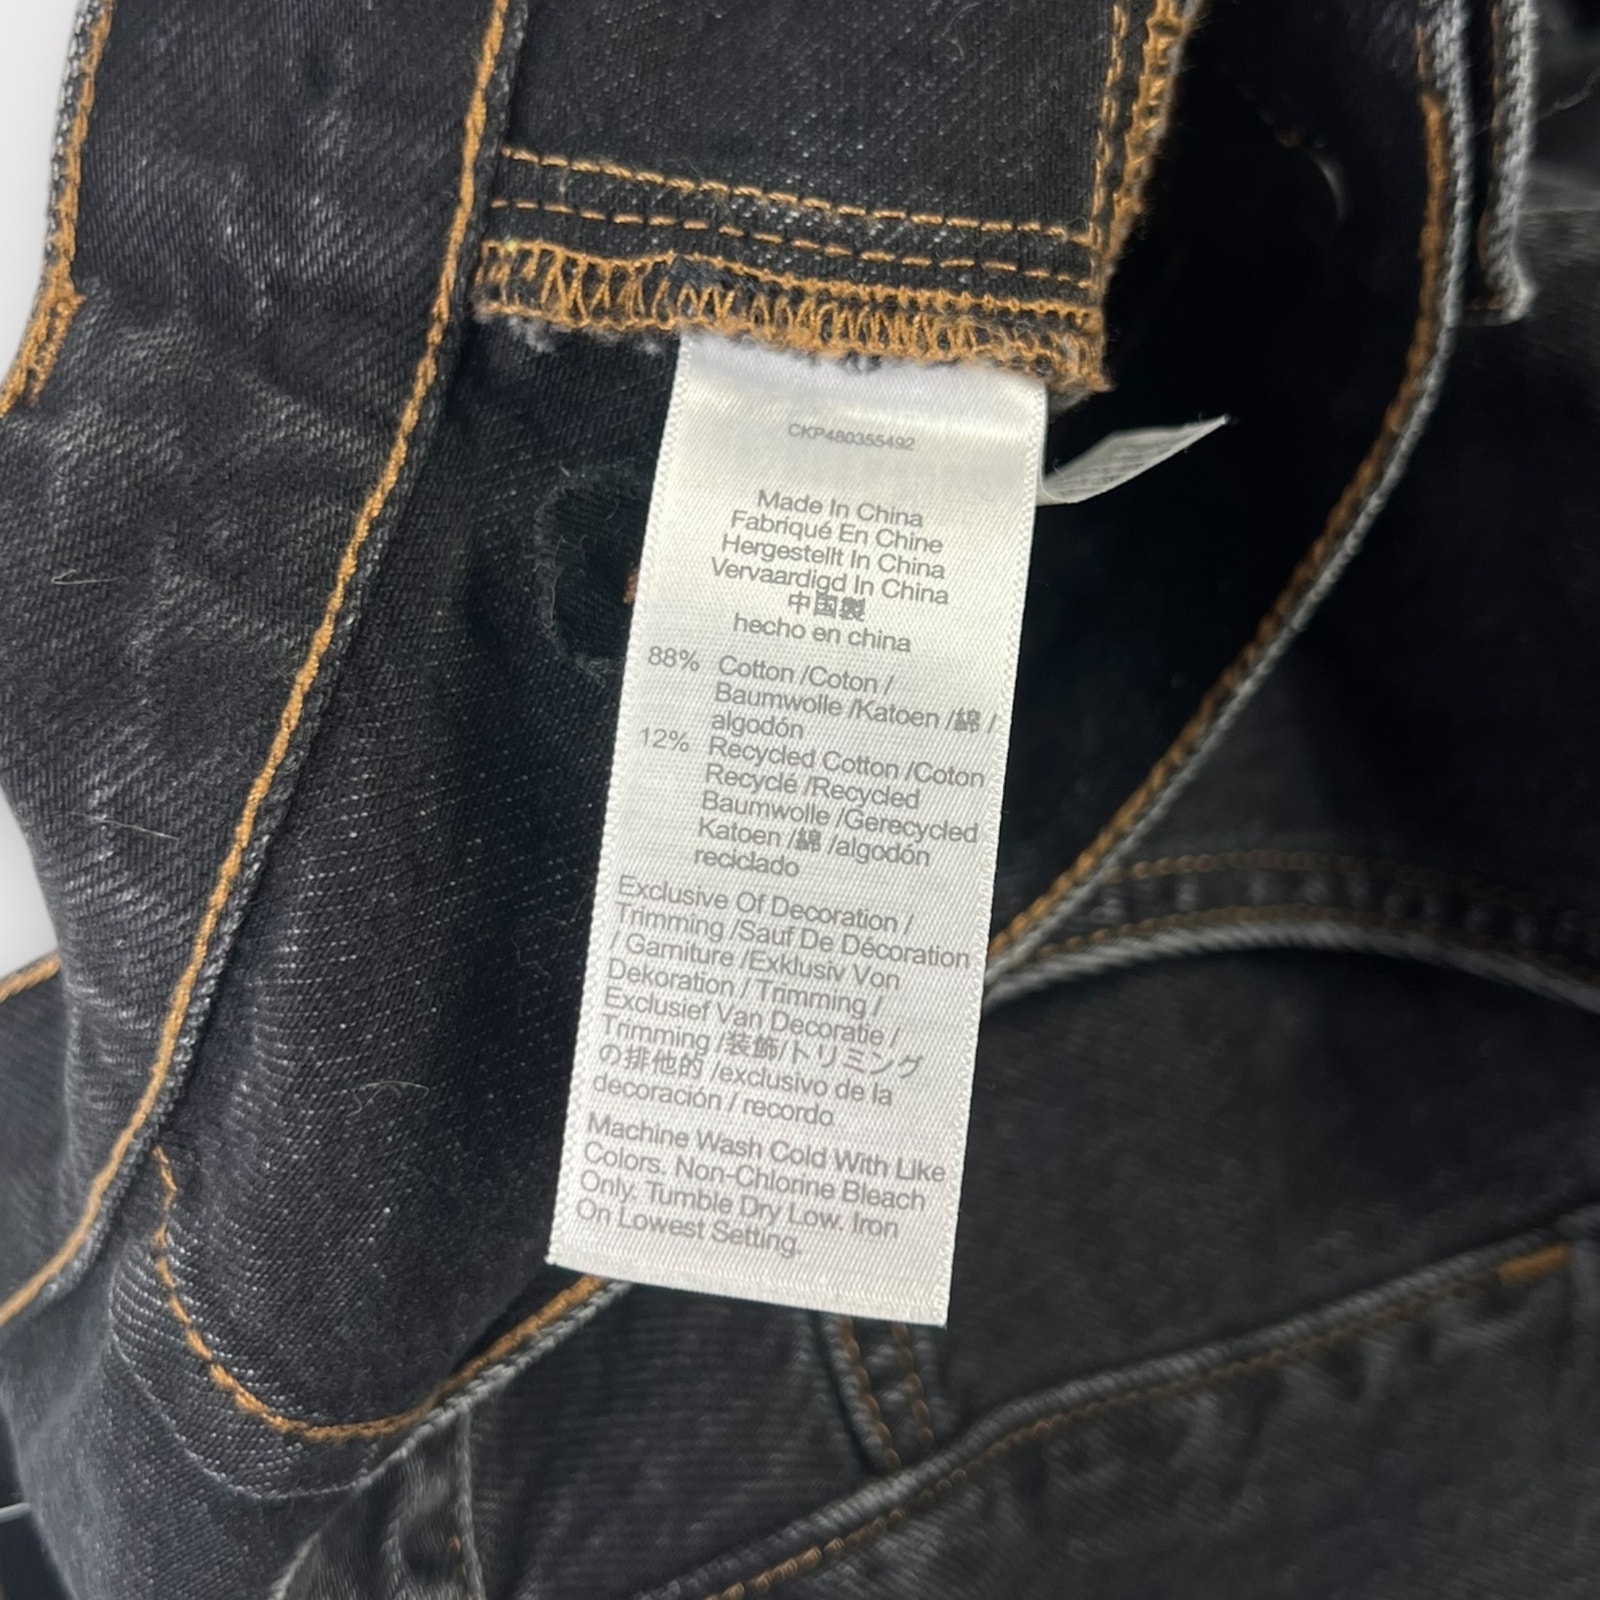 CKP480355492
Made In China
Fabriqué En Chine
Hergestellt In China
Vervaardigd In China
中国製
hecho en china
88% Cotton /Coton /
Baumwolle /Katoen /綿 /
algodón
12% Recycled Cotton /Coton
Recyclé /Recycled
Baumwolle /Gerecycled
Katoen /綿 /algodón
reciclado
Exclusive Of Decoration /
Trimming /Sauf De Décoration
/ Garniture /Exklusiv Von
Dekoration / Trimming /
Exclusief Van Decoratie /
Trimming /装飾/トリミング
の排他的 /exclusivo de la
decoración / recordo
Machine Wash Cold With Like
Colors. Non-Chlorine Bleach
Only. Tumble Dry Low. Iron
On Lowest Setting.